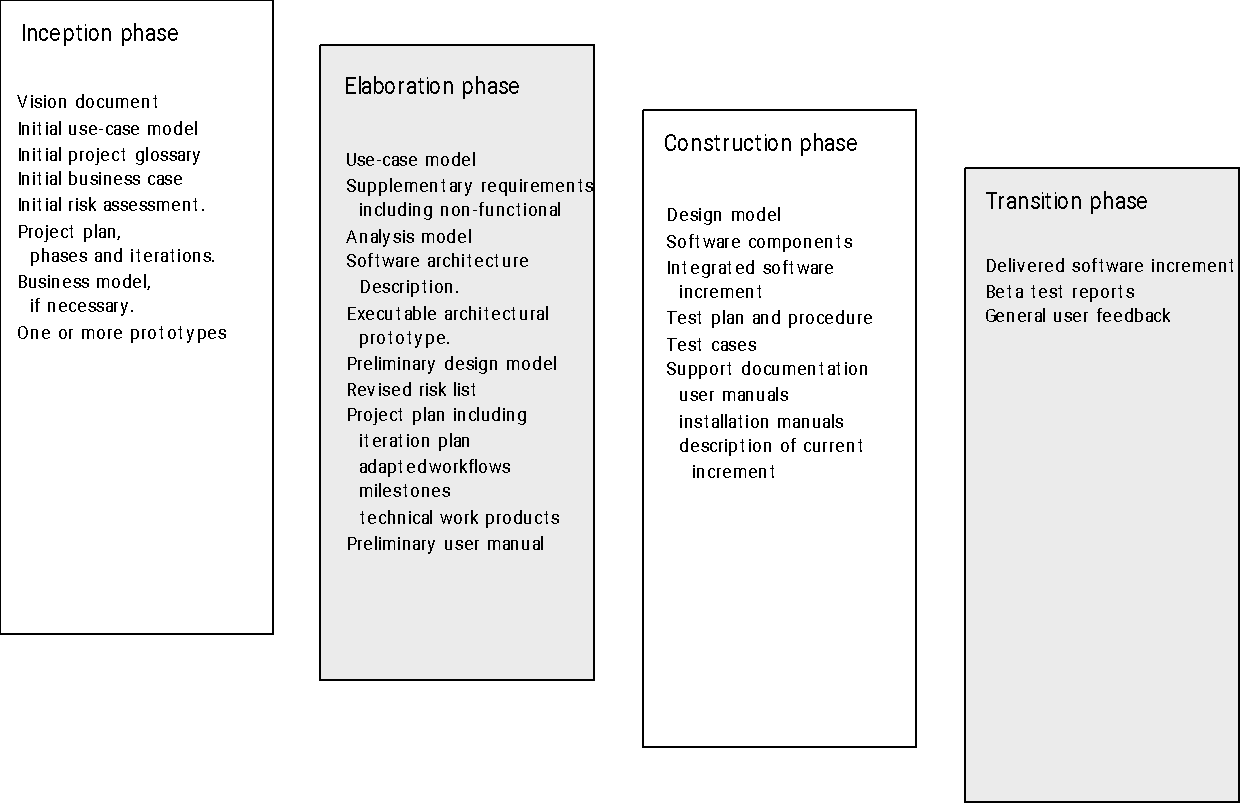 Inception phase
Vision document
Initial use-case model
Initial project glossary
Initial business case
Initial risk assessment.
Project plan,
phases and iterations.
Business model,
if necessary.
One or more prototypes
Elaboration phase
Use-case model
Supplementary requirements
including non-functional
Analysis model
Software architecture
Description.
Executable architectural
prototype.
Preliminary design model
Revised risk list
Project plan including
iteration plan
adapted workflows
milestones
technical work products
Preliminary user manual
Construction phase
Design model
Software components
Integrated software
increment
Test plan and procedure
Test cases
Support documentation
user manuals
installation manuals
description of current
increment
Transition phase
Delivered software increment
Beta test reports
General user feedback